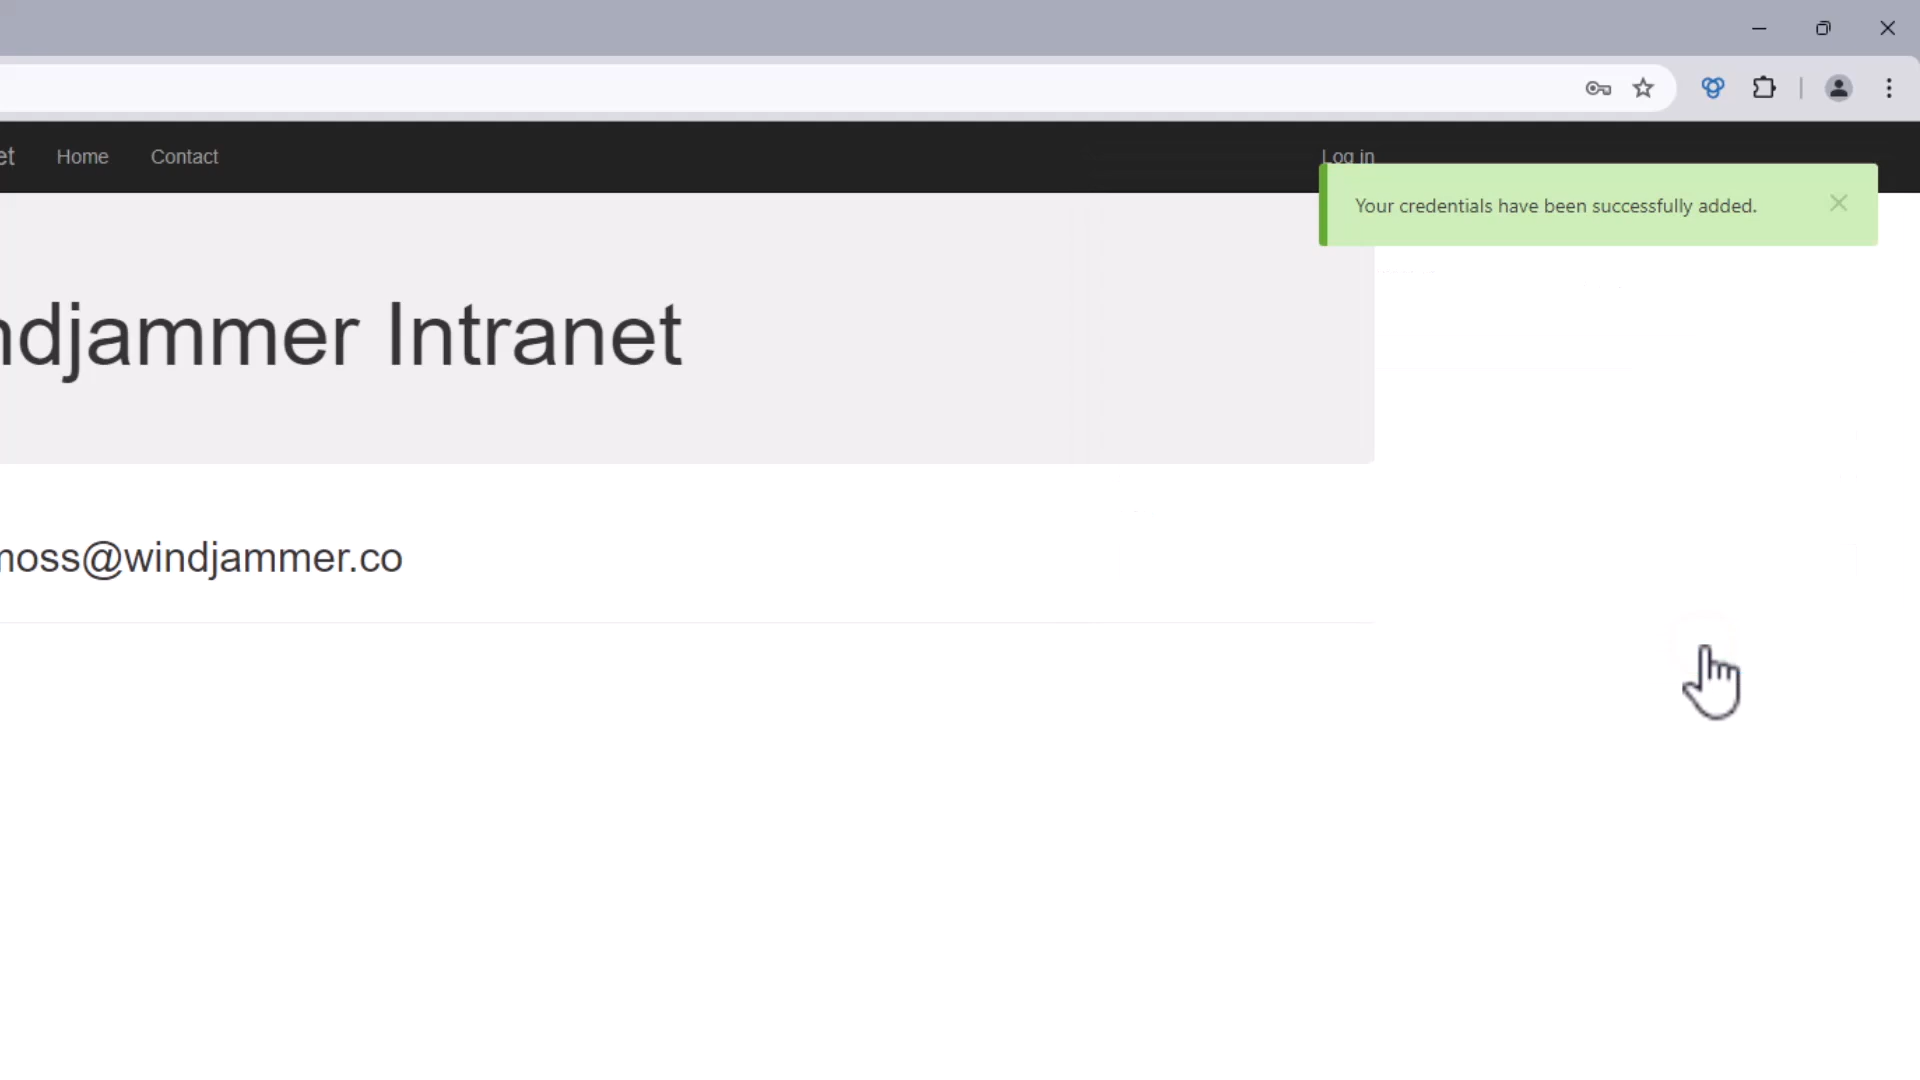 et Home Contact Log in
Your credentials have been successfully added.
ndjammer Intranet
moss@windjammer.co